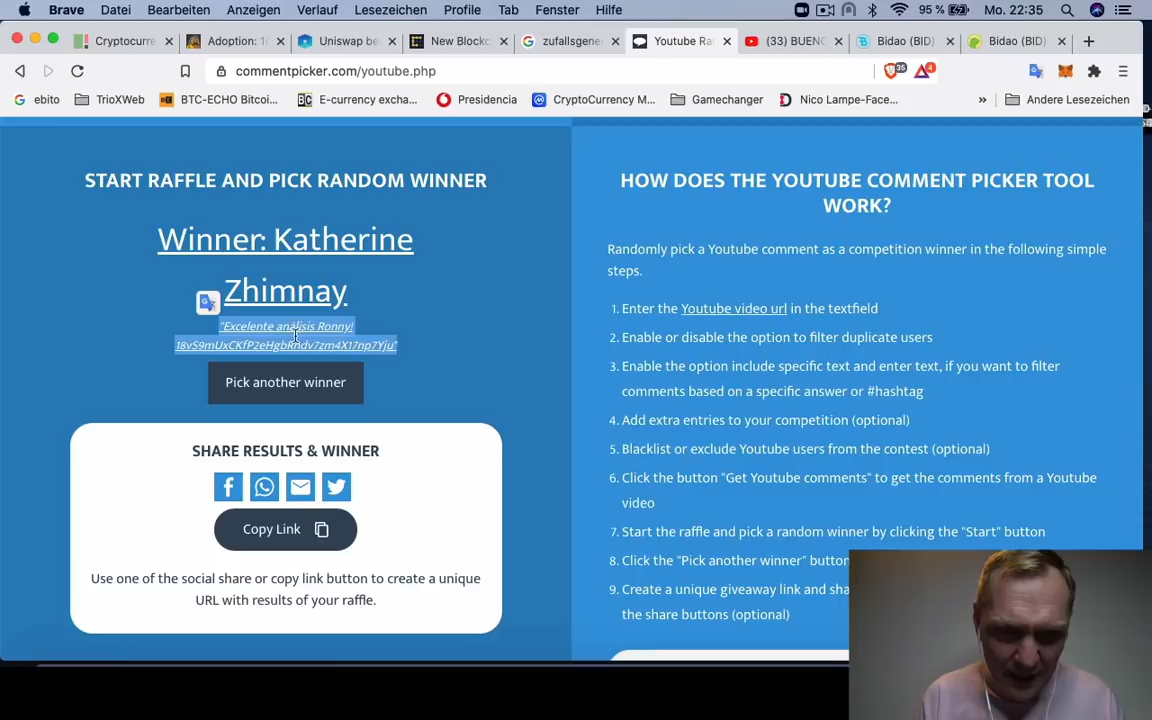 Brave Datei Bearbeiten Anzeigen Verlauf Lesezeichen Profile Tab Fenster Hilfe 95 % Mo. 22:35
Cryptocurre Adoption: 1 Uniswap be New Blocko zufallsgene Youtube Ra (33) BUENO Bidao (BID) Bidao (BID)
commentpicker.com/youtube.php 35 4
ebito TrioXWeb BTC-ECHO Bitcoi... E-currency excha... Presidencia CryptoCurrency M... Gamechanger Nico Lampe-Face... » Andere Lesezeichen
START RAFFLE AND PICK RANDOM WINNER
Winner: Katherine
Zhimnay
"Excelente análisis Ronny!
Pick another winner
SHARE RESULTS & WINNER
Copy Link
Use one of the social share or copy link button to create a unique
URL with results of your raffle.
HOW DOES THE YOUTUBE COMMENT PICKER TOOL
WORK?
Randomly pick a Youtube comment as a competition winner in the following simple
steps.
1. Enter the Youtube video url in the textfield
2. Enable or disable the option to filter duplicate users
3. Enable the option include specific text and enter text, if you want to filter
comments based on a specific answer or #hashtag
4. Add extra entries to your competition (optional)
5. Blacklist or exclude Youtube users from the contest (optional)
6. Click the button "Get Youtube comments" to get the comments from a Youtube
video
7. Start the raffle and pick a random winner by clicking the "Start" button
8. Click the "Pick another winner" button
9. Create a unique giveaway link and sha
the share buttons (optional)